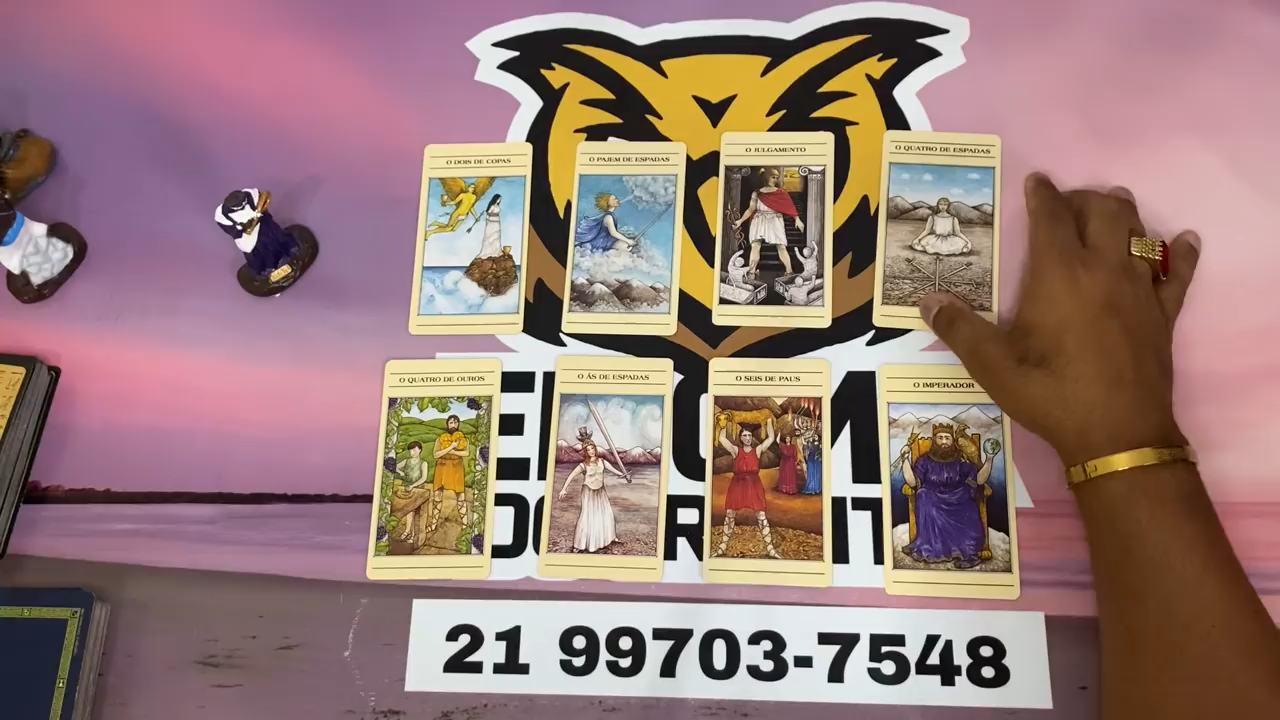 O DOIS DE COPAS
O PAJEM DE ESPADAS
O JULGAMENTO
O QUATRO DE ESPADAS
O QUATRO DE OUROS
O ÁS DE ESPADAS
O SEIS DE PAUS
O IMPERADOR
21 99703-7548